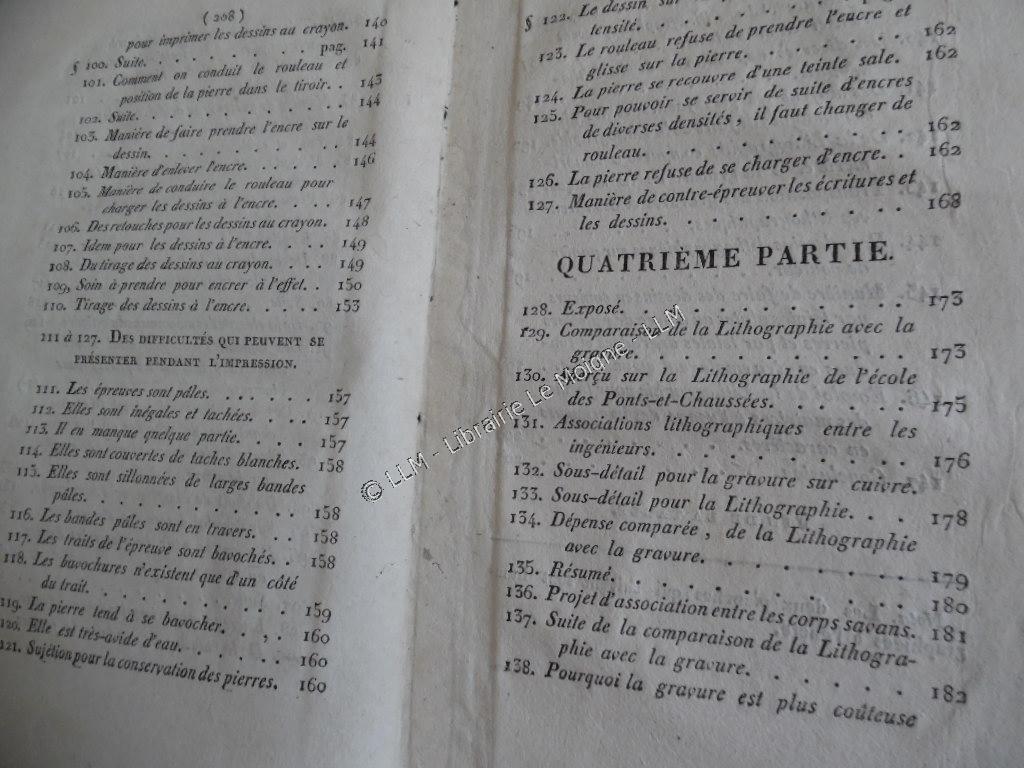 (208)
pour imprimer les dessins au crayon. 140
§ 100. Suite. . . . . . . . pag. 141
101. Comment on conduit le rouleau et
position de la pierre dans le tiroir. . 143
102. Suite. . . . . . . . . . . 144
103. Manière de faire prendre l'encre sur le
dessin. . . . . . . . . . . 144
104. Manière d'enlever l'encre. . . . . 146
105. Manière de conduire le rouleau pour
charger les dessins à l'encre. . . . 147
106. Des retouches pour les dessins au crayon. 148
107. Idem pour les dessins à l'encre. . . . 149
108. Du tirage des dessins au crayon. . . . 149
109, Soin à prendre pour encrer à l'effet. . 150
110. Tirage des dessins à l'encre. . . . . 153
111 à 127. DES DIFFICULTÉS QUI PEUVENT SE
PRÉSENTER PENDANT L'IMPRESSION.
111. Les épreuves sont pâles. . . . . . . 157
112. Elles sont inégales et tachées. . . . . 157
113. Il en manque quelque partie. . . . . 157
114. Elles sont couvertes de taches blanches. 158
115. Elles sont sillonnées de larges bandes
pâles. . . . . . . . . . . 158
116. Les bandes pâles sont en travers. . . . 158
117. Les traits de l'épreuve sont bavochés. . 158
118. Les bavochures n'existent que d'un côté
du trait. . . . . . . . . . 159
119. La pierre tend à se bavocher. . , . 160
120. Elle est très-avide d'eau. . . . . . . 160
121. Sujétion pour la conservation des pierres. 160
§ 122. Le dessin
tensité. . . . . . . . . .
123. Le rouleau refuse de prendre l'encre et
glisse sur la pierre. . . . . . . . 162
124. La pierre se recouvre d'une teinte sale. 162
125. Pour pouvoir se servir de suite d'encres
de diverses densités, il faut changer de
rouleau. . . . . . . . . . . 162
126. La pierre refuse de se charger d'encre. . 162
127. Manière de contre-épreuver les écritures et
les dessins. . . . . . . . . . 168
QUATRIÈME PARTIE.
128. Exposé. . . . . . . . . . . 173
129. Comparaison de la Lithographie avec la
gravure. . . . . . . . . . . 173
130. Aperçu sur la Lithographie de l'école
des Ponts-et-Chaussées. . . . . . 175
131. Associations lithographiques entre les
ingénieurs. . . . . . . . . . 176
132. Sous-détail pour la gravure sur cuivre.
133. Sous-détail pour la Lithographie. . . . 178
134. Dépense comparée, de la Lithographie
avec la gravure. . . . . . . . . 179
135. Résumé. . . . . . . . . . . 180
136. Projet d'association entre les corps savans. 181
137. Suite de la comparaison de la Lithogra-
phie avec la gravure. . . . . . . 182
138. Pourquoi la gravure est plus coûteuse
© LLM - Librairie Le Moigne - LLM